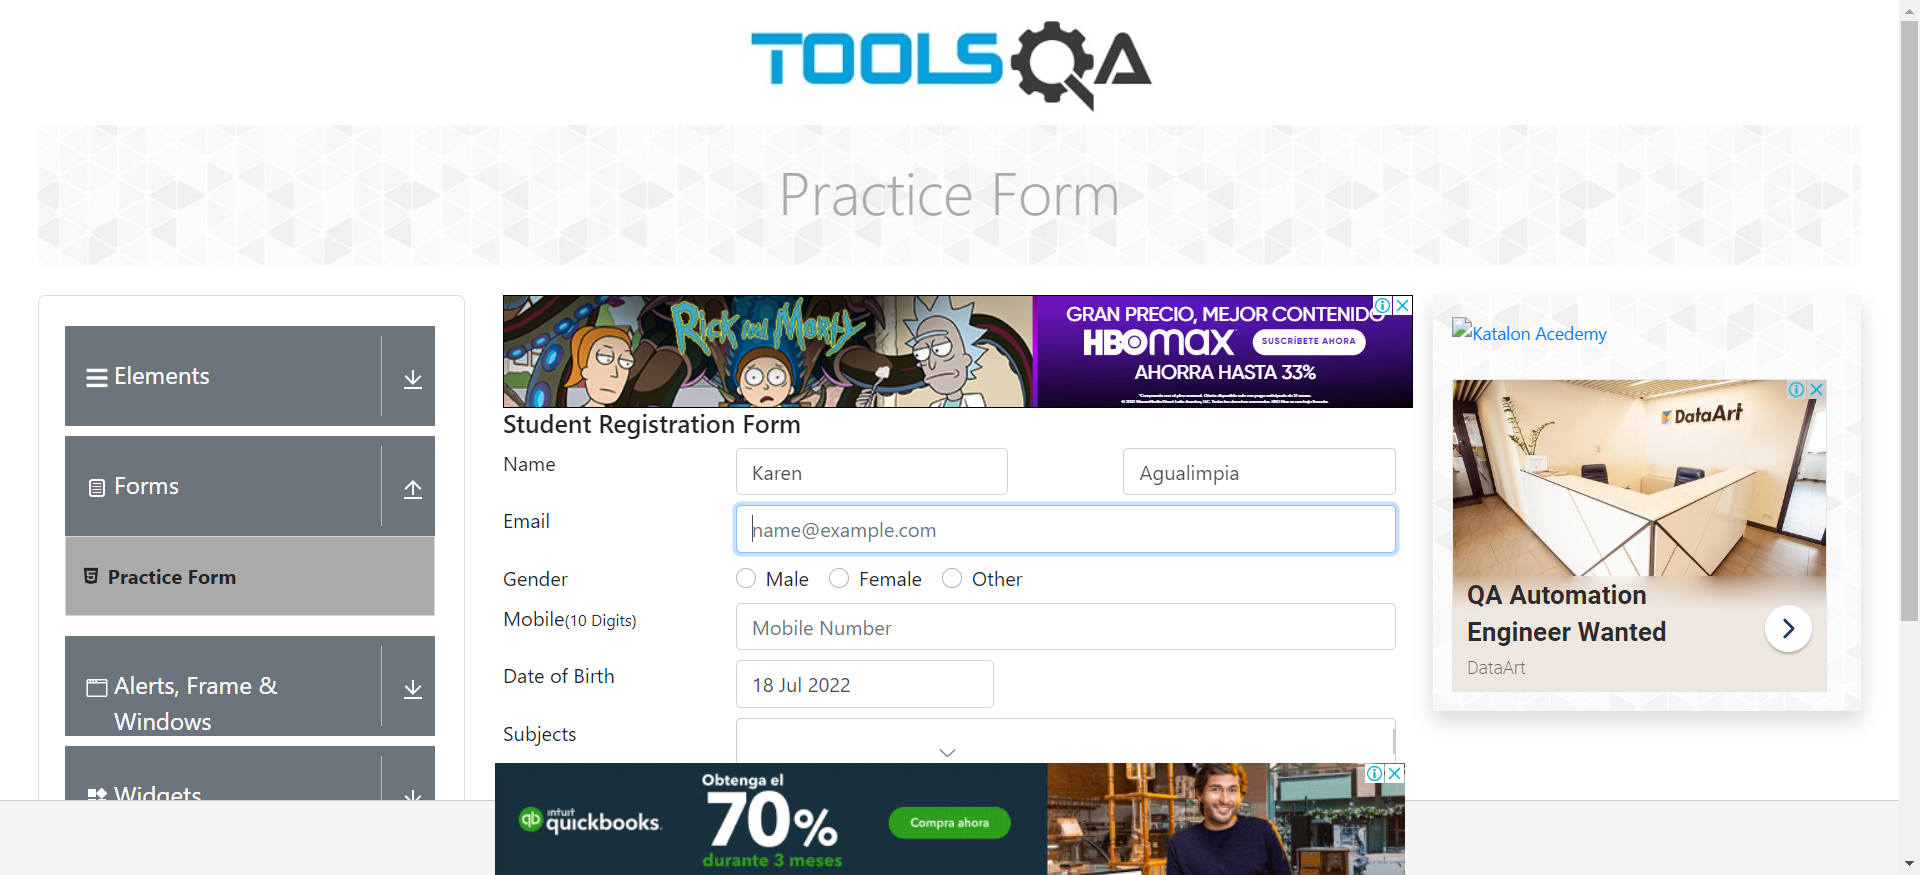 TOOLSQA
Practice Form
Elements
Forms
Practice Form
Alerts, Frame &
Windows
Widgets
Rick and Morty
GRAN PRECIO, MEJOR CONTENIDO
HBOmax
SUSCRÍBETE AHORA
AHORRA HASTA 33%
Student Registration Form
Name
Karen
Agualimpia
Email
name@example.com
Gender
Male
Female
Other
Mobile(10 Digits)
Mobile Number
Date of Birth
18 Jul 2022
Subjects
Obtenga el
70%
durante 3 meses
qb
intuit
quickbooks.
Compra ahora
Katalon Acedemy
DataArt
QA Automation
Engineer Wanted
DataArt